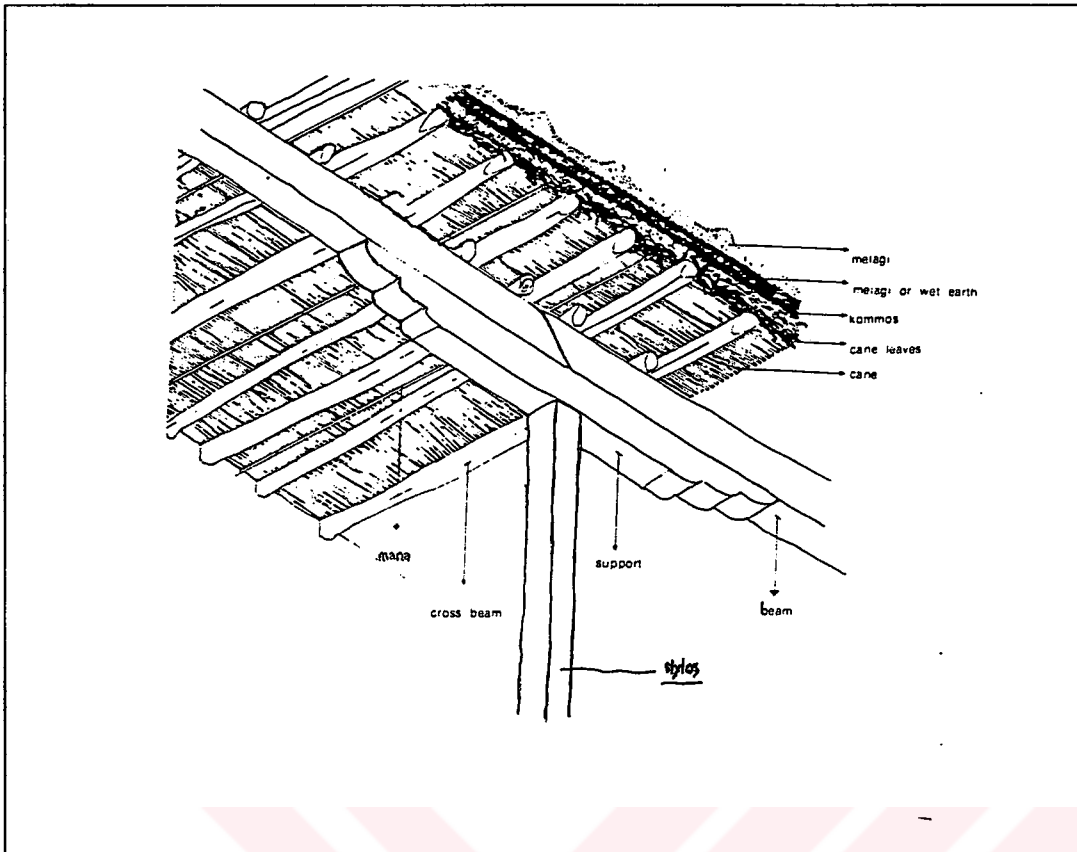 melagi
melagi or wet earth
kommos
cane leaves
cane
mana
support
cross beam
beam
stylos